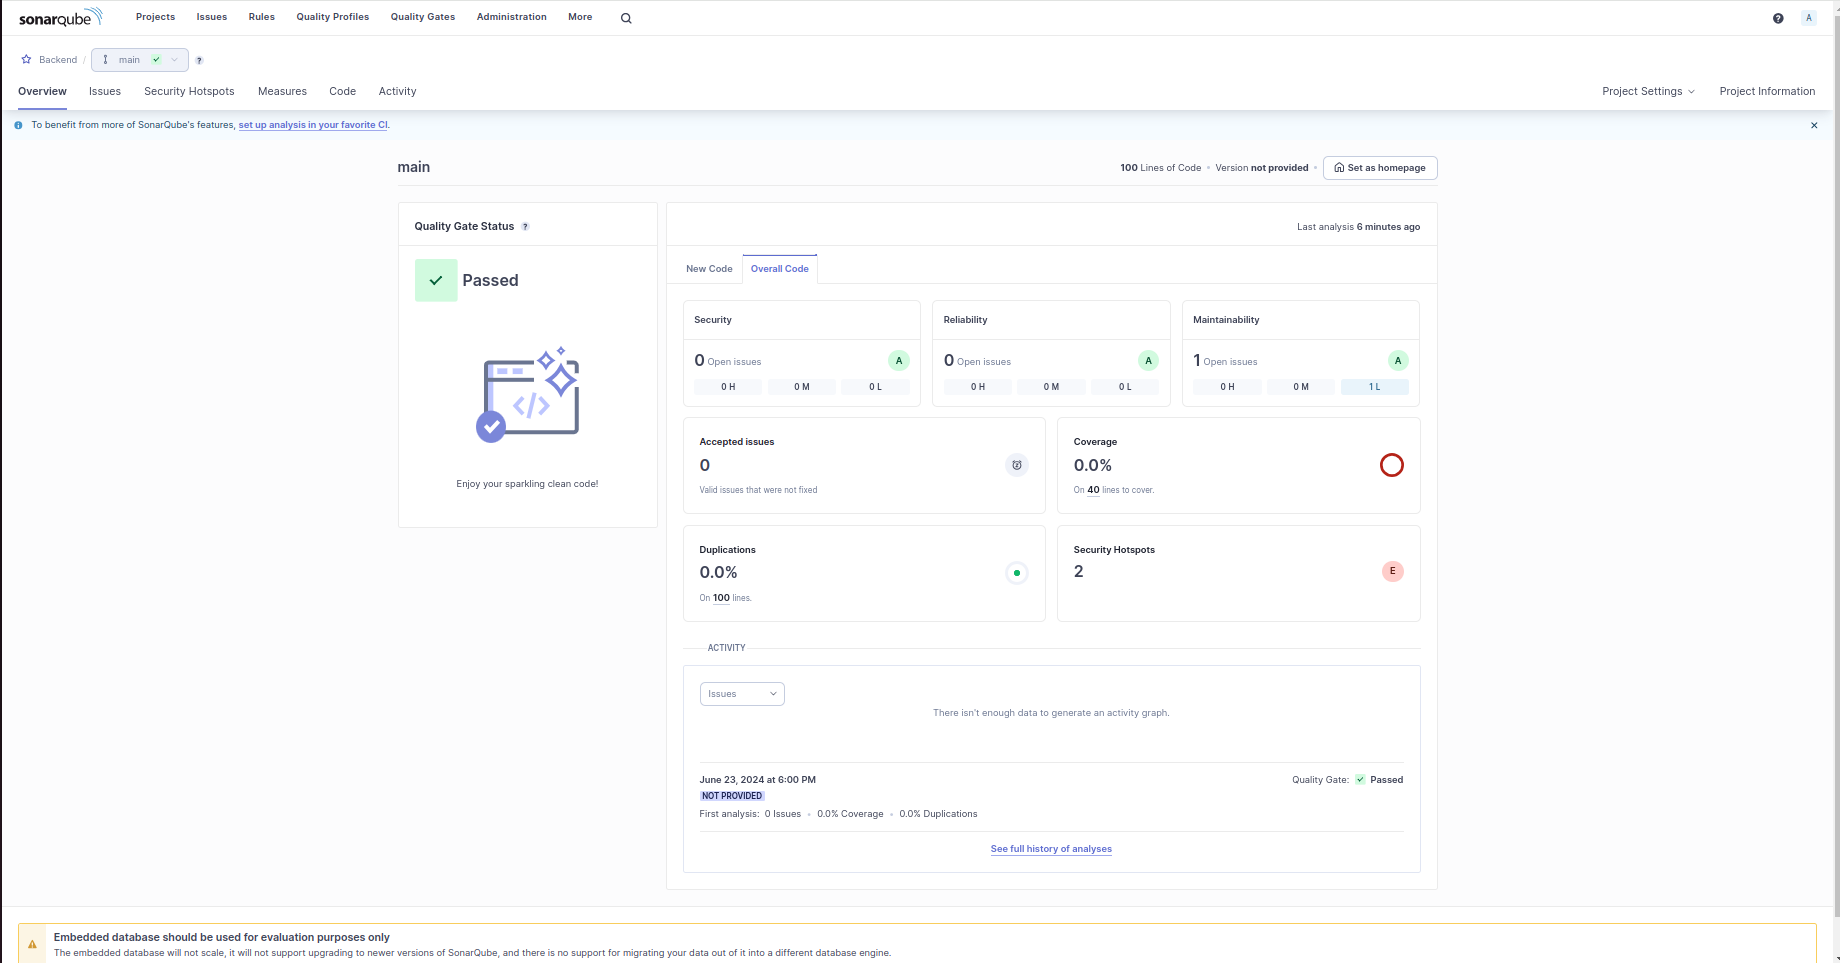 sonarqube Projects Issues Rules Quality Profiles Quality Gates Administration More ? A
Backend / main ?
Overview Issues Security Hotspots Measures Code Activity Project Settings Project Information
To benefit from more of SonarQube's features, set up analysis in your favorite CI.
main 100 Lines of Code • Version not provided • Set as homepage
Quality Gate Status ? Last analysis 6 minutes ago
Passed
New Code Overall Code
Security Reliability Maintainability
0 Open issues A 0 Open issues A 1 Open issues A
0 H 0 M 0 L 0 H 0 M 0 L 0 H 0 M 1 L
</>
Enjoy your sparkling clean code!
Accepted issues Coverage
0 0.0%
Valid issues that were not fixed On 40 lines to cover.
Duplications Security Hotspots
0.0% 2 E
On 100 lines.
ACTIVITY
Issues
There isn't enough data to generate an activity graph.
June 23, 2024 at 6:00 PM Quality Gate: Passed
NOT PROVIDED
First analysis: 0 Issues • 0.0% Coverage • 0.0% Duplications
See full history of analyses
Embedded database should be used for evaluation purposes only
The embedded database will not scale, it will not support upgrading to newer versions of SonarQube, and there is no support for migrating your data out of it into a different database engine.